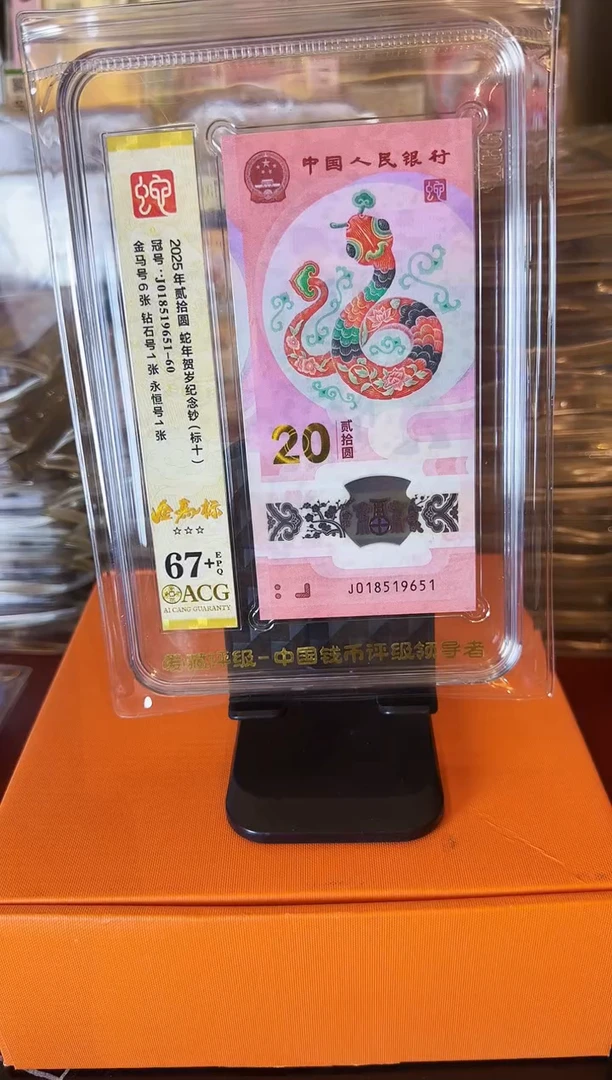 2025年贰拾圆 蛇年贺岁纪念钞（标十）
冠号：J018519651-60
金马号6张 钻石号1张 永恒号1张
67+
EPQ
ACG
AI CANG GUARANTY
中国人民银行
20
贰拾圆
J018519651
评级-中国钱币评级领导者